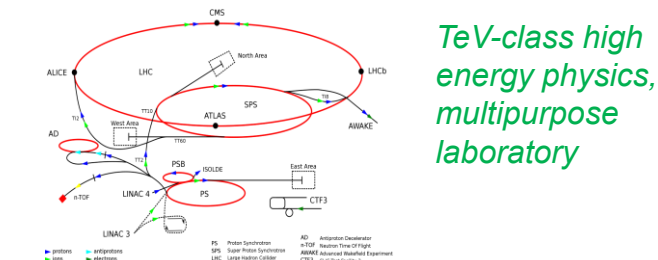 CMS
North Area
ALICE
LHC
LHCb
TI2
TT10
SPS
TI8
ATLAS
West Area
AWAKE
AD
TT60
TT2
PSB
ISOLDE
East Area
n-TOF
LINAC 4
PS
CTF3
LINAC 3
protons
antiprotons
ions
electrons
PS Proton Synchrotron
SPS Super Proton Synchrotron
LHC Large Hadron Collider
AD Antiproton Decelerator
n-TOF Neutron Time Of Flight
AWAKE Advanced Wakefield Experiment
CTF3
TeV-class high
energy physics,
multipurpose
laboratory